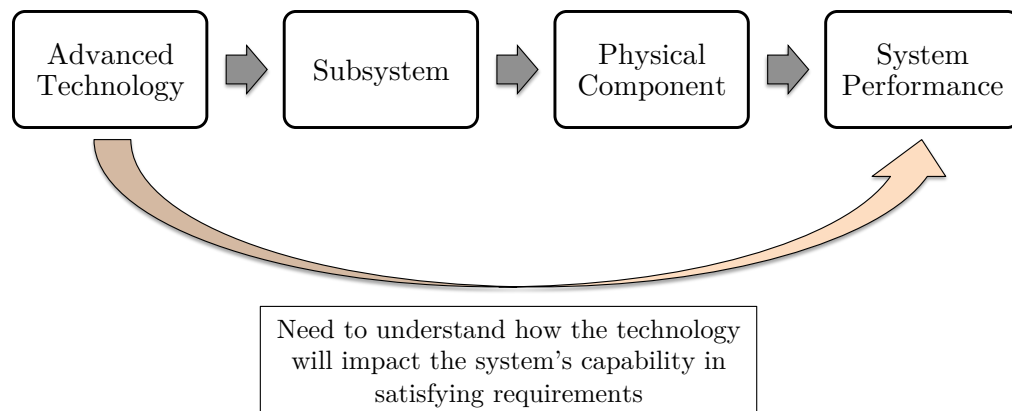 Advanced
Technology
Subsystem
Physical
Component
System
Performance
Need to understand how the technology
will impact the system’s capability in
satisfying requirements